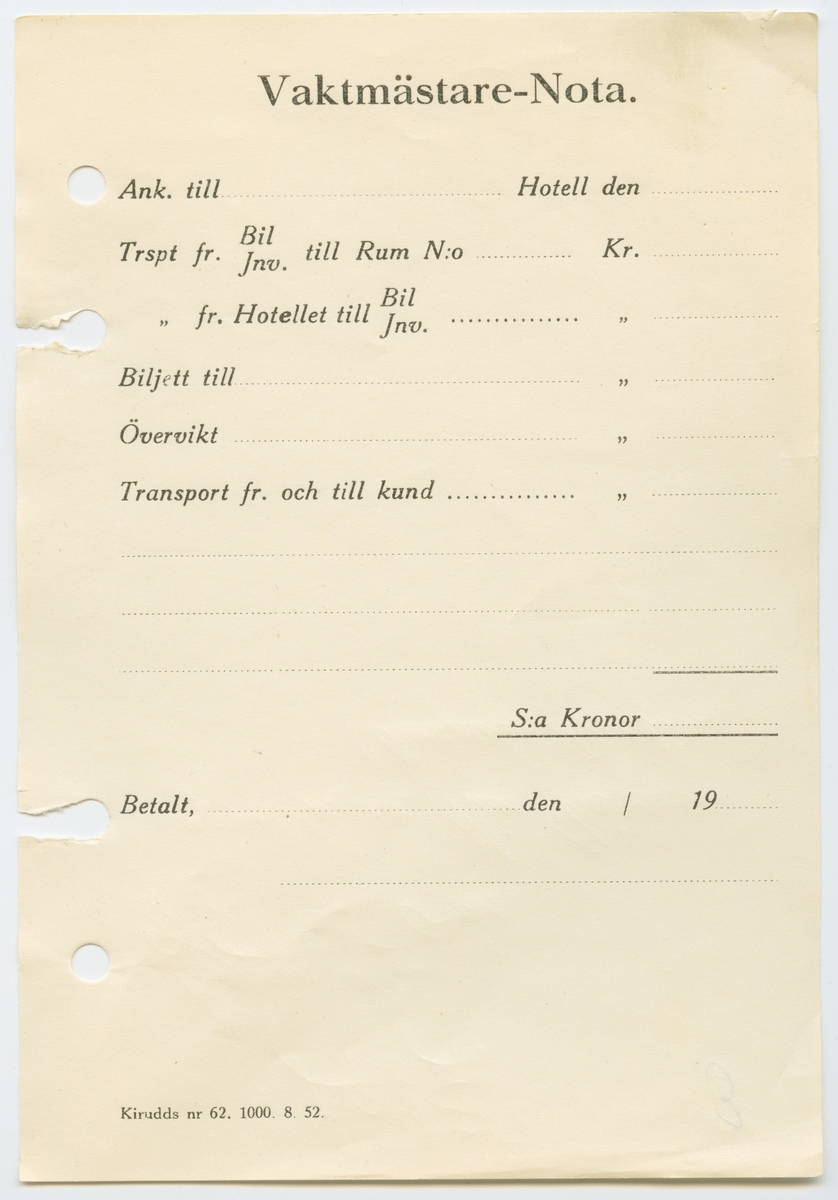 Vaktmästare-Nota.
Ank. till ........ Hotell den ........
Trspt fr. Bil / Jnv. till Rum N:o ........ Kr. ........
„ fr. Hotellet till Bil / Jnv. ........ „ ........
Biljett till ........ „ ........
Övervikt ........ „ ........
Transport fr. och till kund ........ „ ........
S:a Kronor ........
Betalt, ........ den / 19 ........
Kirudds nr 62. 1000. 8. 52.